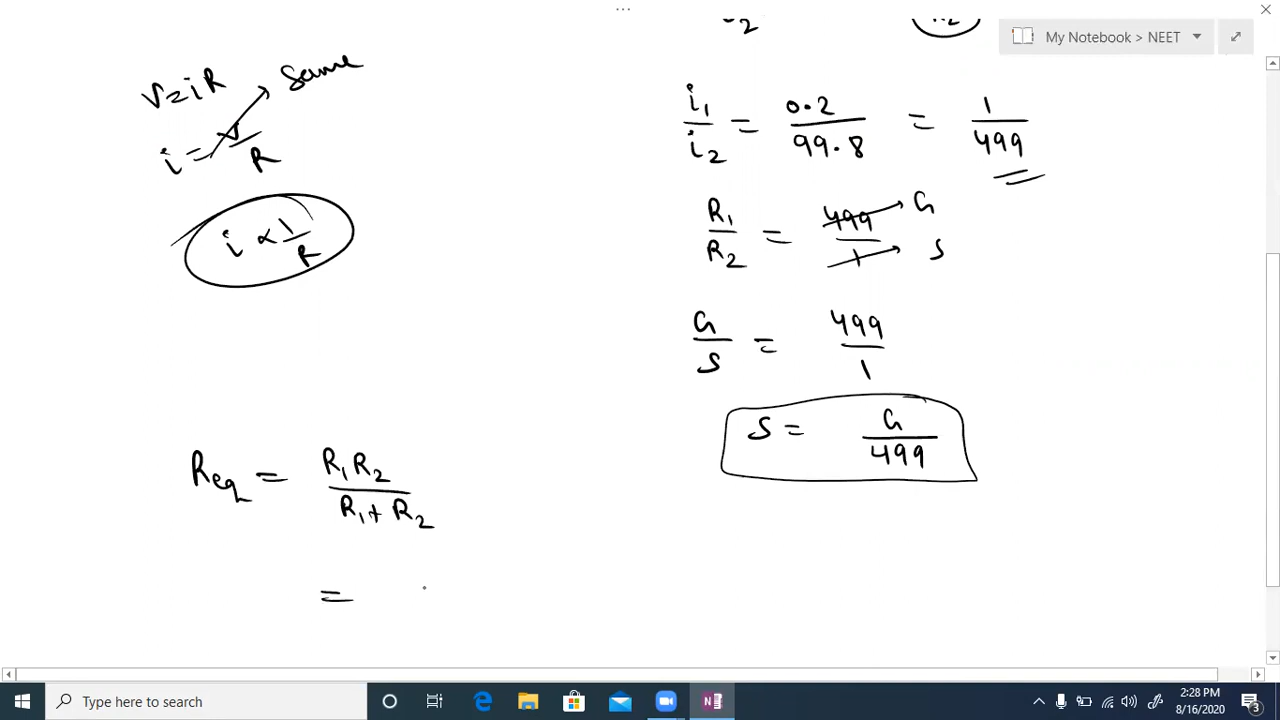 My Notebook > NEET
V=iR
same
i = V/R
i ∝ 1/R
i1/i2 = 0.2/99.8 = 1/499
R1/R2 = 499/1
G
S
G/S = 499/1
S = G/499
Req = R1R2/R1+R2
=
Type here to search
2:28 PM
8/16/2020
3